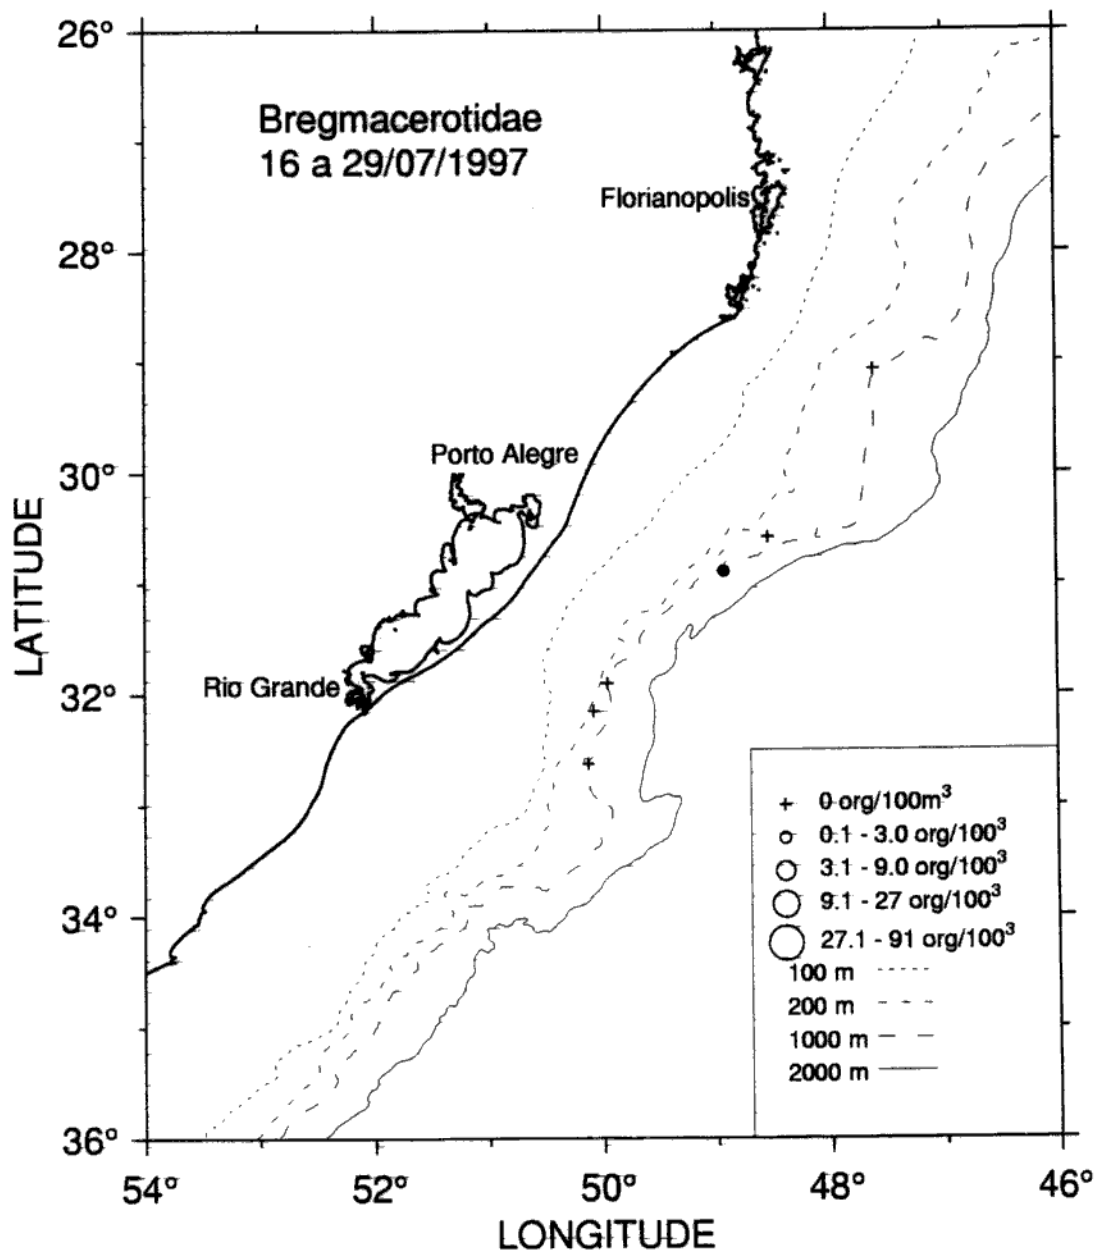 26°
Bregmacerotidae
16 a 29/07/1997
Florianopolis
28°
Porto Alegre
30°
LATITUDE
Rio Grande
32°
0 org/100m³
0.1 - 3.0 org/100³
3.1 - 9.0 org/100³
9.1 - 27 org/100³
27.1 - 91 org/100³
34°
100 m
200 m
1000 m
2000 m
36°
54°
52°
50°
48°
46°
LONGITUDE